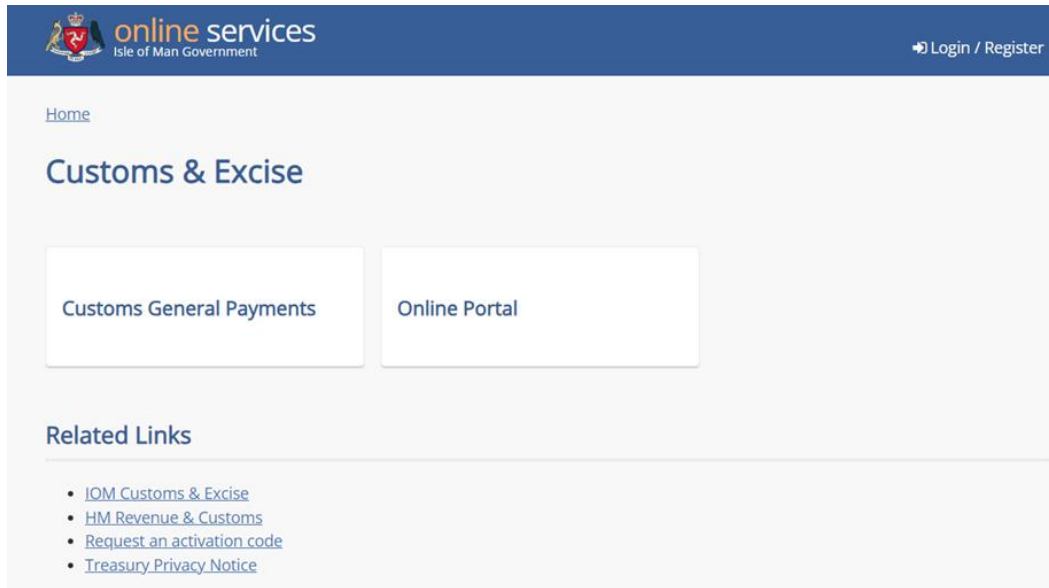 online services
Isle of Man Government
Login / Register
Home
Customs & Excise
Customs General Payments
Online Portal
Related Links
IOM Customs & Excise
HM Revenue & Customs
Request an activation code
Treasury Privacy Notice